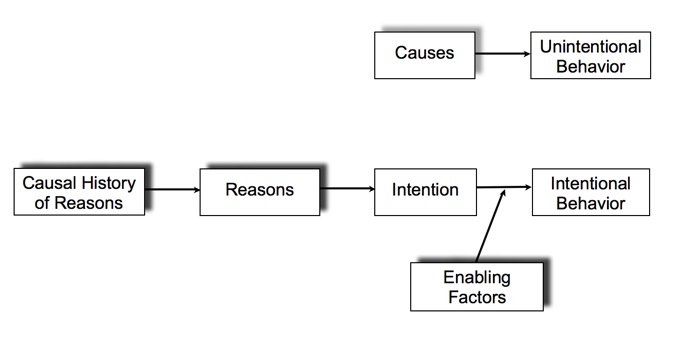 Causes
Unintentional
Behavior
Causal History
of Reasons
Reasons
Intention
Intentional
Behavior
Enabling
Factors